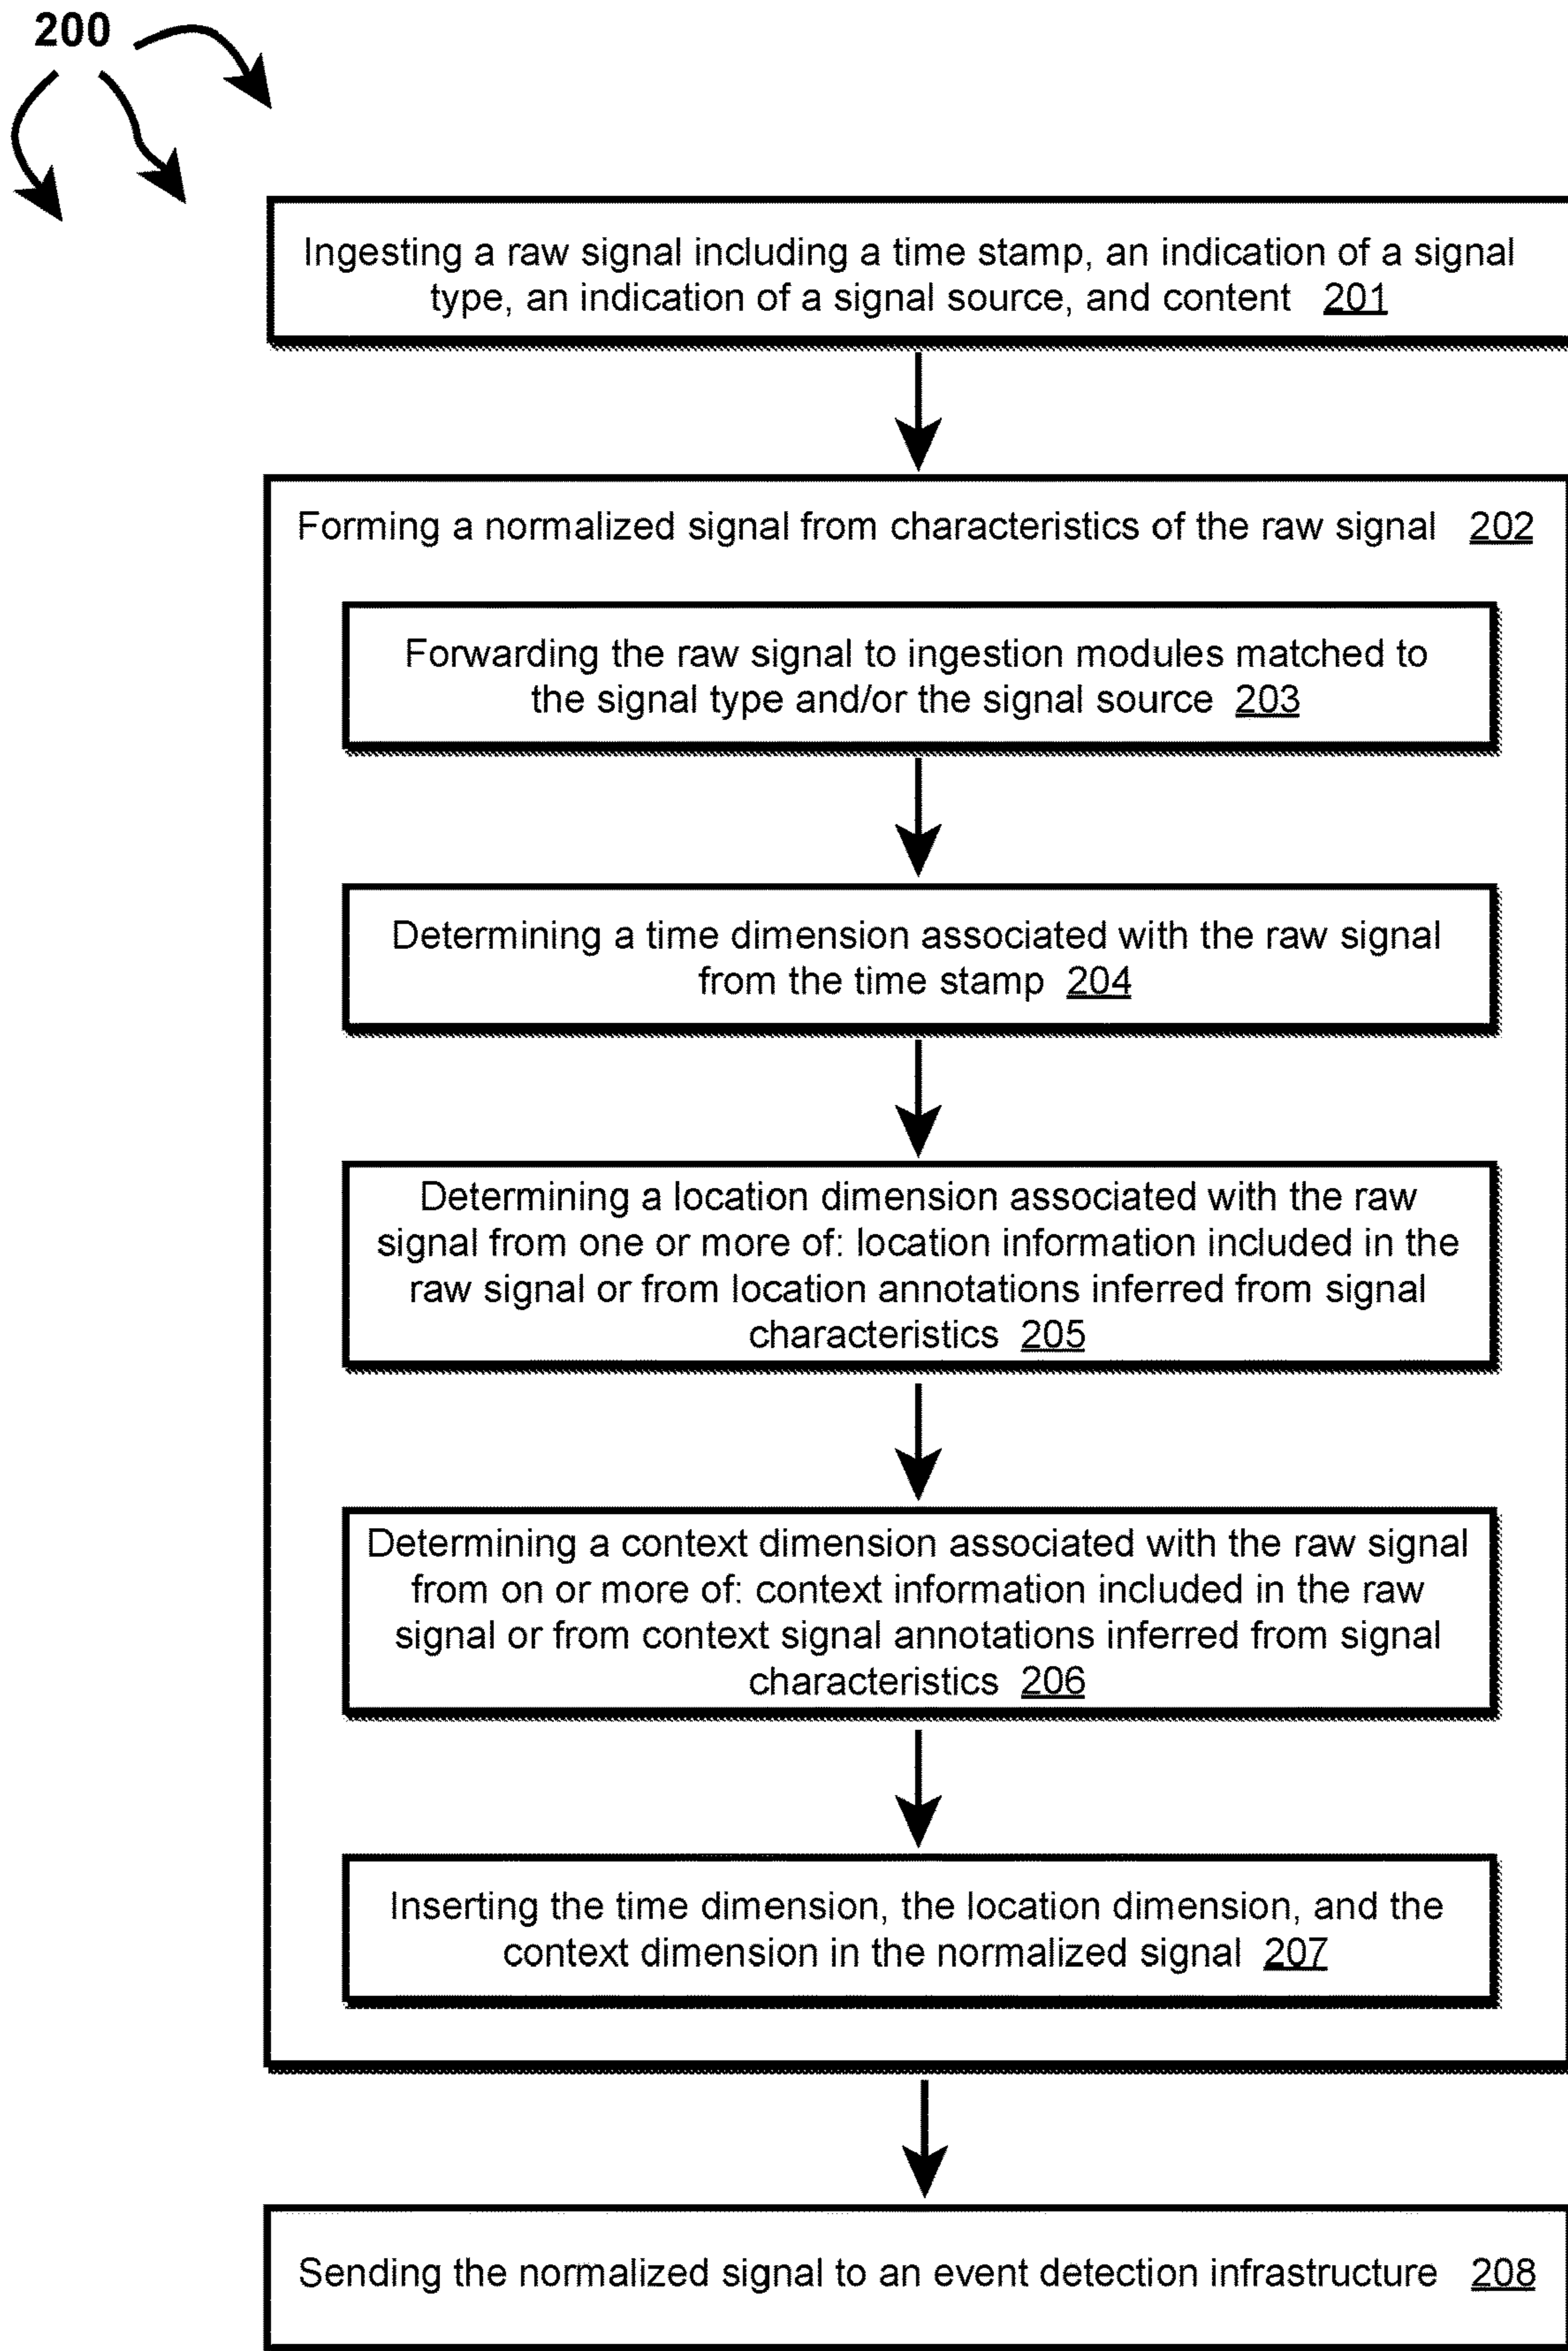 200
Ingesting a raw signal including a time stamp, an indication of a signal
type, an indication of a signal source, and content 201
Forming a normalized signal from characteristics of the raw signal 202
Forwarding the raw signal to ingestion modules matched to
the signal type and/or the signal source 203
Determining a time dimension associated with the raw signal
from the time stamp 204
Determining a location dimension associated with the raw
signal from one or more of: location information included in the
raw signal or from location annotations inferred from signal
characteristics 205
Determining a context dimension associated with the raw signal
from on or more of: context information included in the raw
signal or from context signal annotations inferred from signal
characteristics 206
Inserting the time dimension, the location dimension, and the
context dimension in the normalized signal 207
Sending the normalized signal to an event detection infrastructure 208